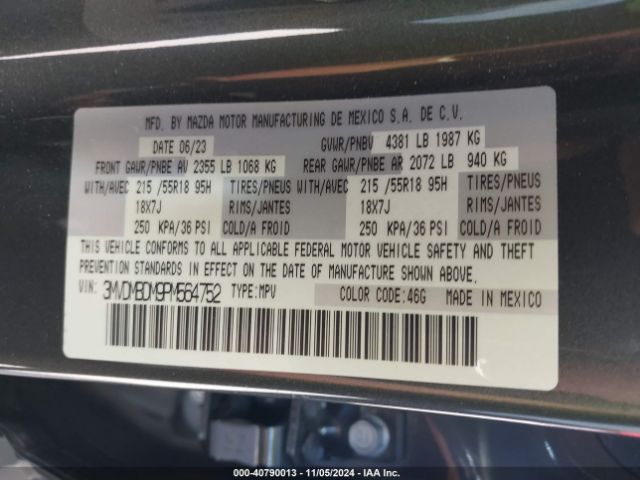 MFD. BY MAZDA MOTOR MANUFACTURING DE MEXICO S.A. DE C.V.
DATE 06/23 GVWR/PNBV 4381 LB 1987 KG
FRONT GAWR/PNBE AV 2355 LB 1068 KG REAR GAWR/PNBE AR 2072 LB 940 KG
WITH/AVEC 215 /55R18 95H TIRES/PNEUS WITH/AVEC 215 /55R18 95H TIRES/PNEUS
18X7J RIMS/JANTES 18X7J RIMS/JANTES
250 KPA/36 PSI COLD/A FROID 250 KPA/36 PSI COLD/A FROID
THIS VEHICLE CONFORMS TO ALL APPLICABLE FEDERAL MOTOR VEHICLE SAFETY AND THEFT
PREVENTION STANDARDS IN EFFECT ON THE DATE OF MANUFACTURE SHOWN ABOVE.
VIN: 3MVDMBDM9PM564752 TYPE: MPV COLOR CODE: 46G MADE IN MEXICO
000-40790013 - 11/05/2024 - IAA Inc.